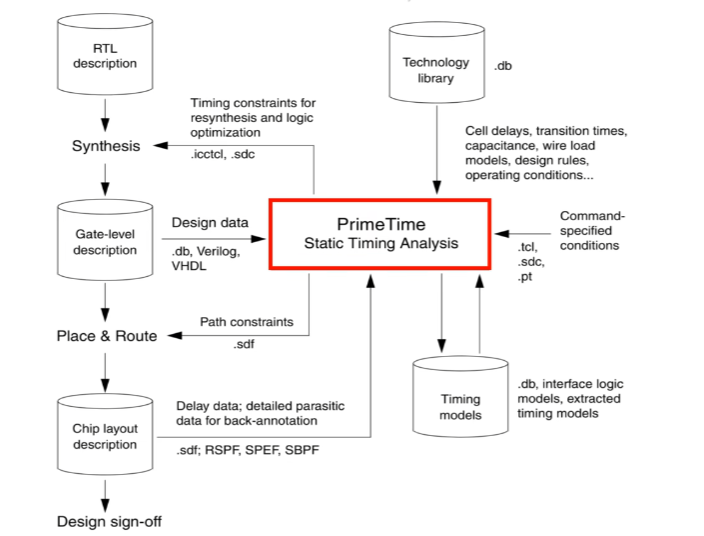 RTL
description
Technology
library
.db
Timing constraints for
resynthesis and logic
optimization
.icctcl, .sdc
Synthesis
Cell delays, transition times,
capacitance, wire load
models, design rules,
operating conditions...
Gate-level
description
Design data
.db, Verilog,
VHDL
PrimeTime
Static Timing Analysis
Command-
specified
conditions
.tcl,
.sdc,
.pt
Place & Route
Path constraints
.sdf
Chip layout
description
Delay data; detailed parasitic
data for back-annotation
.sdf; RSPF, SPEF, SBPF
Timing
models
.db, interface logic
models, extracted
timing models
Design sign-off